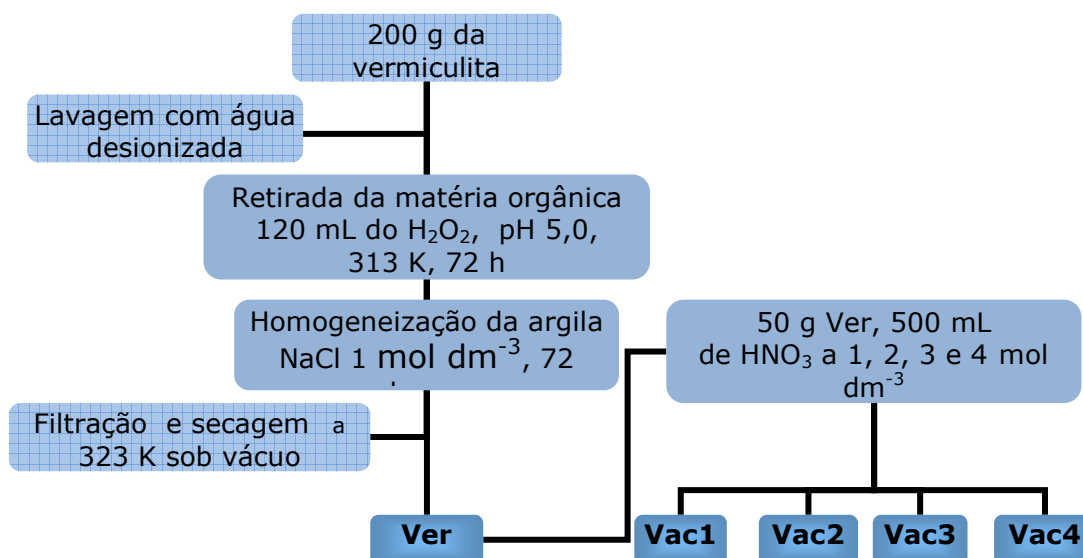 200 g da
vermiculita
Lavagem com água
desionizada
Retirada da matéria orgânica
120 mL do H₂O₂, pH 5,0,
313 K, 72 h
Homogeneização da argila
NaCl 1 mol dm⁻³, 72
50 g Ver, 500 mL
de HNO₃ a 1, 2, 3 e 4 mol
dm⁻³
Filtração e secagem a
323 K sob vácuo
Ver
Vac1
Vac2
Vac3
Vac4